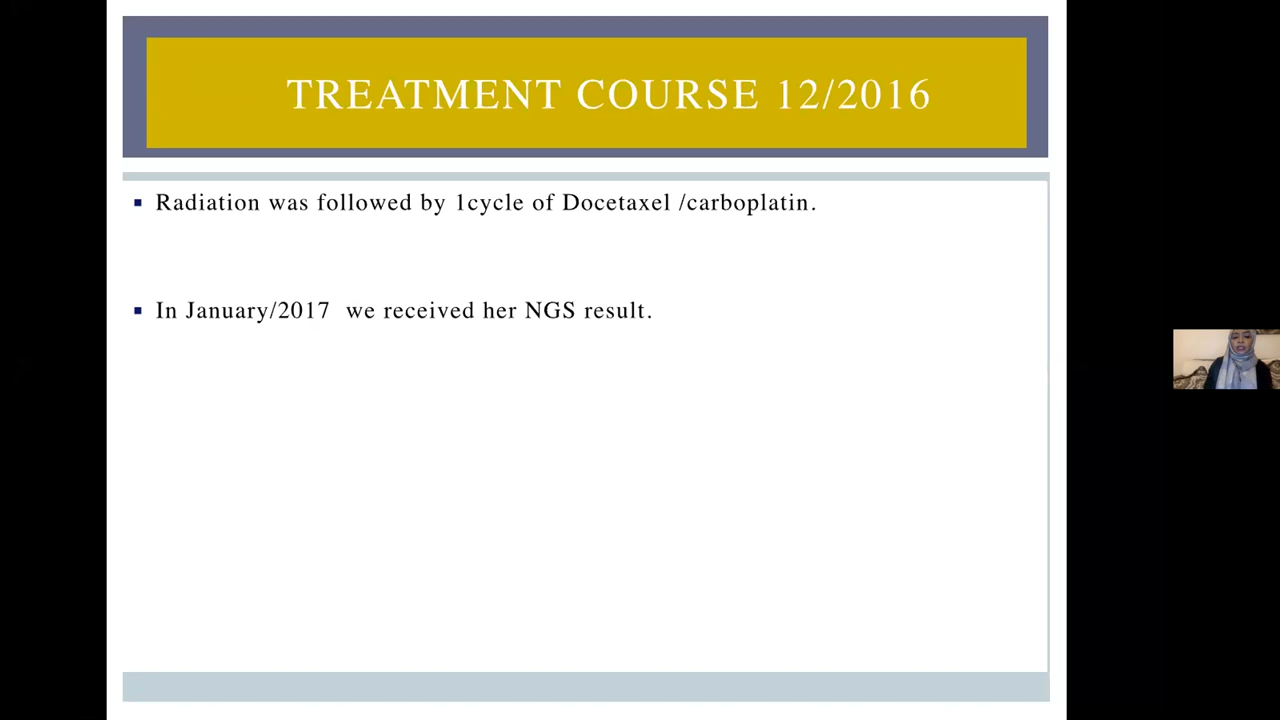 TREATMENT COURSE 12/2016
Radiation was followed by 1cycle of Docetaxel /carboplatin.
In January/2017 we received her NGS result.